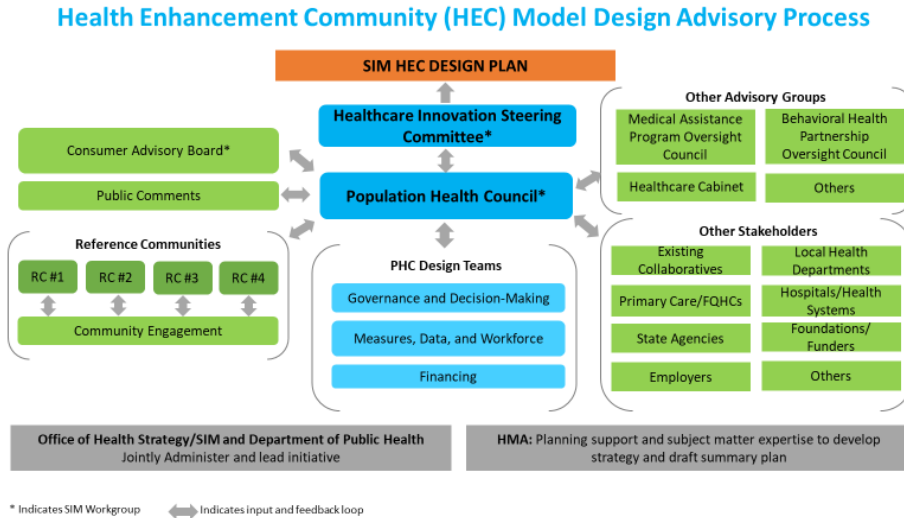 Health Enhancement Community (HEC) Model Design Advisory Process
SIM HEC DESIGN PLAN
Healthcare Innovation Steering
Committee*
Population Health Council*
Consumer Advisory Board*
Public Comments
Reference Communities
RC #1
RC #2
RC #3
RC #4
Community Engagement
PHC Design Teams
Governance and Decision-Making
Measures, Data, and Workforce
Financing
Other Advisory Groups
Medical Assistance
Program Oversight
Council
Behavioral Health
Partnership
Oversight Council
Healthcare Cabinet
Others
Other Stakeholders
Existing
Collaboratives
Local Health
Departments
Primary Care/FQHCs
Hospitals/Health
Systems
State Agencies
Foundations/
Funders
Employers
Others
Office of Health Strategy/SIM and Department of Public Health
Jointly Administer and lead initiative
HMA: Planning support and subject matter expertise to develop
strategy and draft summary plan
* Indicates SIM Workgroup
Indicates input and feedback loop